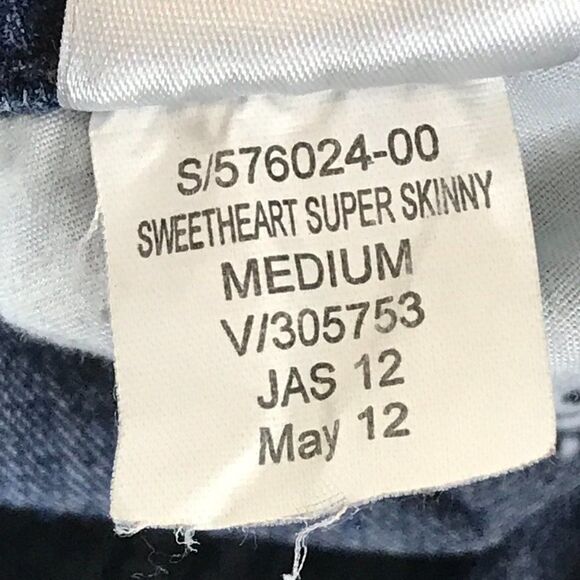 S/576024-00
SWEETHEART SUPER SKINNY
MEDIUM
V/305753
JAS 12
May 12